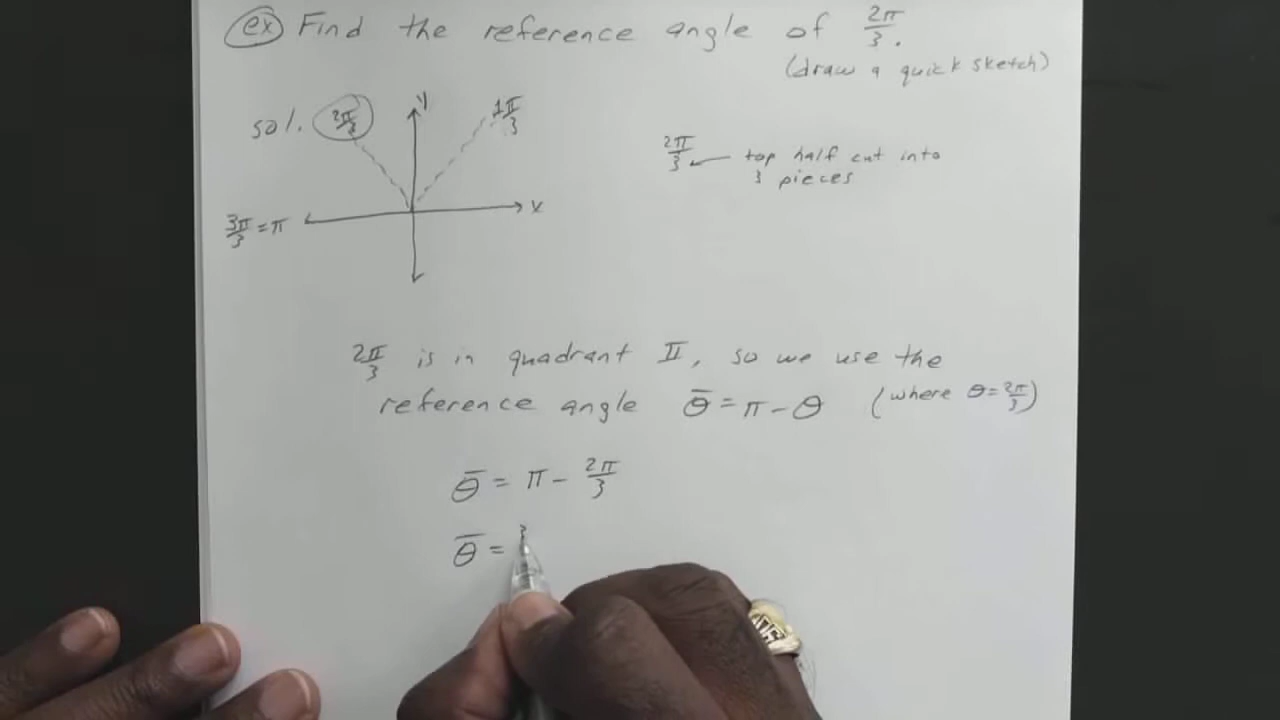 ex Find the reference angle of 2π/3.
(draw a quick sketch)
sol. 2π/3 y 1π/3
2π/3 ← top half cut into
3 pieces
3π/3 = π x
2π/3 is in quadrant II, so we use the
reference angle θ̄ = π - θ (where θ = 2π/3)
θ̄ = π - 2π/3
θ̄ = 3